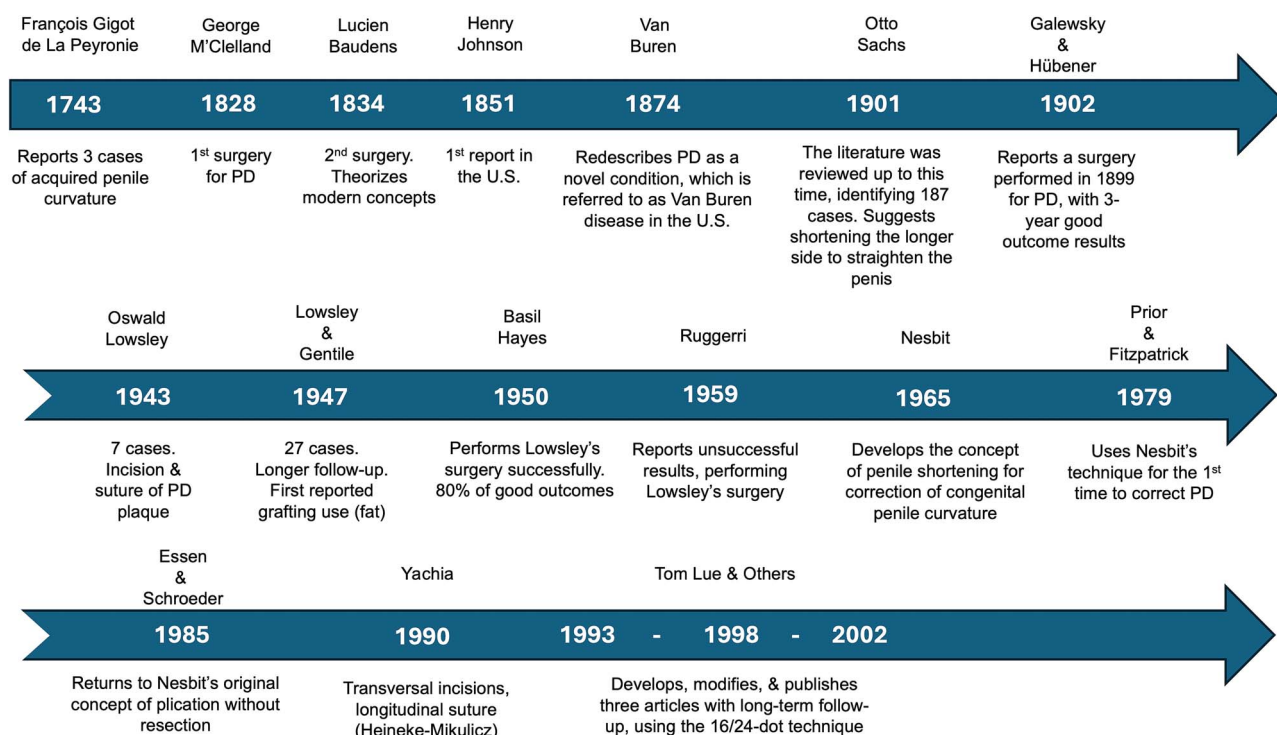 François Gigot
de La Peyronie
George
M’Clelland
Lucien
Baudens
Henry
Johnson
Van
Buren
Otto
Sachs
Galewsky
&
Hübener
1743
1828
1834
1851
1874
1901
1902
Reports 3 cases
of acquired penile
curvature
1st surgery
for PD
2nd surgery.
Theorizes
modern concepts
1st report in
the U.S.
Redescribes PD as a
novel condition, which is
referred to as Van Buren
disease in the U.S.
The literature was
reviewed up to this
time, identifying 187
cases. Suggests
shortening the longer
side to straighten the
penis
Reports a surgery
performed in 1899
for PD, with 3-
year good
outcome results
Oswald
Lowsley
Lowsley
&
Gentile
Basil
Hayes
Ruggerri
Nesbit
Prior
&
Fitzpatrick
1943
1947
1950
1959
1965
1979
7 cases.
Incision &
suture of PD
plaque
27 cases.
Longer follow-up.
First reported
grafting use (fat)
Performs Lowsley’s
surgery successfully.
80% of good outcomes
Reports unsuccessful
results, performing
Lowsley’s surgery
Develops the concept
of penile shortening for
correction of congenital
penile curvature
Uses Nesbit’s
technique for the 1st
time to correct PD
Essen
&
Schroeder
Yachia
Tom Lue & Others
1985
1990
1993 - 1998 - 2002
Returns to Nesbit’s original
concept of plication without
resection
Transversal incisions,
longitudinal suture
(Heineke-Mikulicz)
Develops, modifies, & publishes
three articles with long-term follow-
up, using the 16/24-dot technique